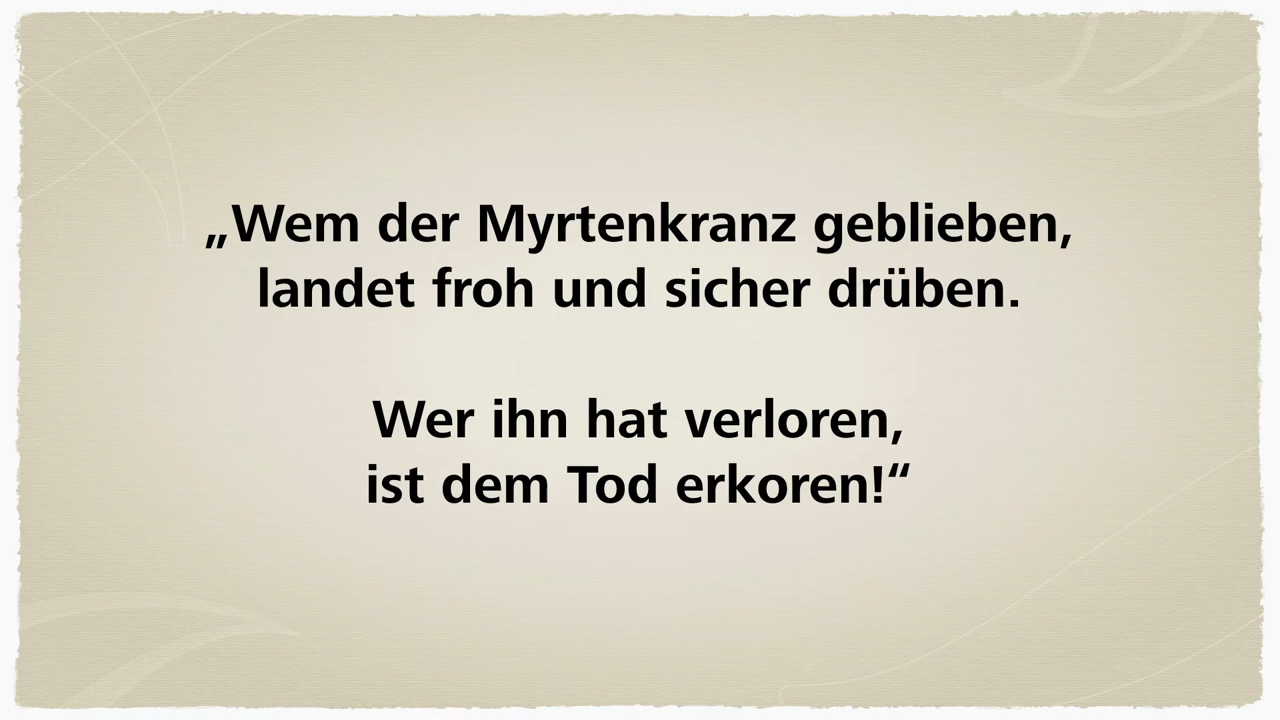 „Wem der Myrtenkranz geblieben,
landet froh und sicher drüben.
Wer ihn hat verloren,
ist dem Tod erkoren!“